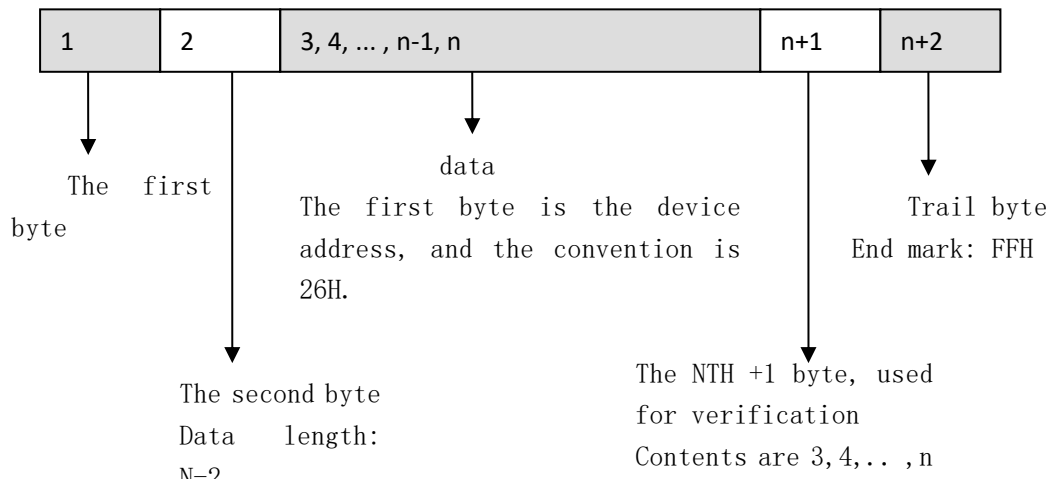 1 2 3, 4, ... , n-1, n n+1 n+2
The first
byte
data
The first byte is the device
address, and the convention is
26H.
Trail byte
End mark: FFH
The second byte
Data length:
N-2
The NTH +1 byte, used
for verification
Contents are 3,4,.. ,n